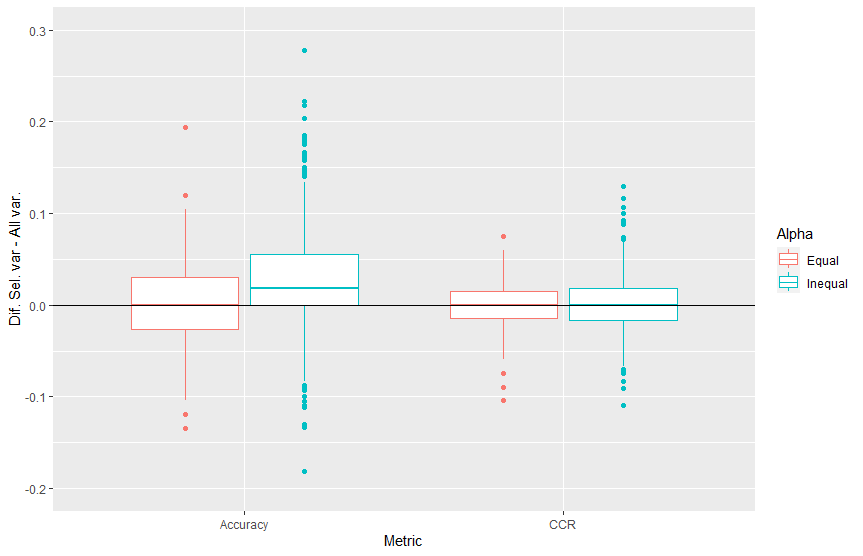 Dif. Sel. var - All var.
0.3
0.2
0.1
0.0
-0.1
-0.2
Accuracy
CCR
Metric
Alpha
Equal
Inequal